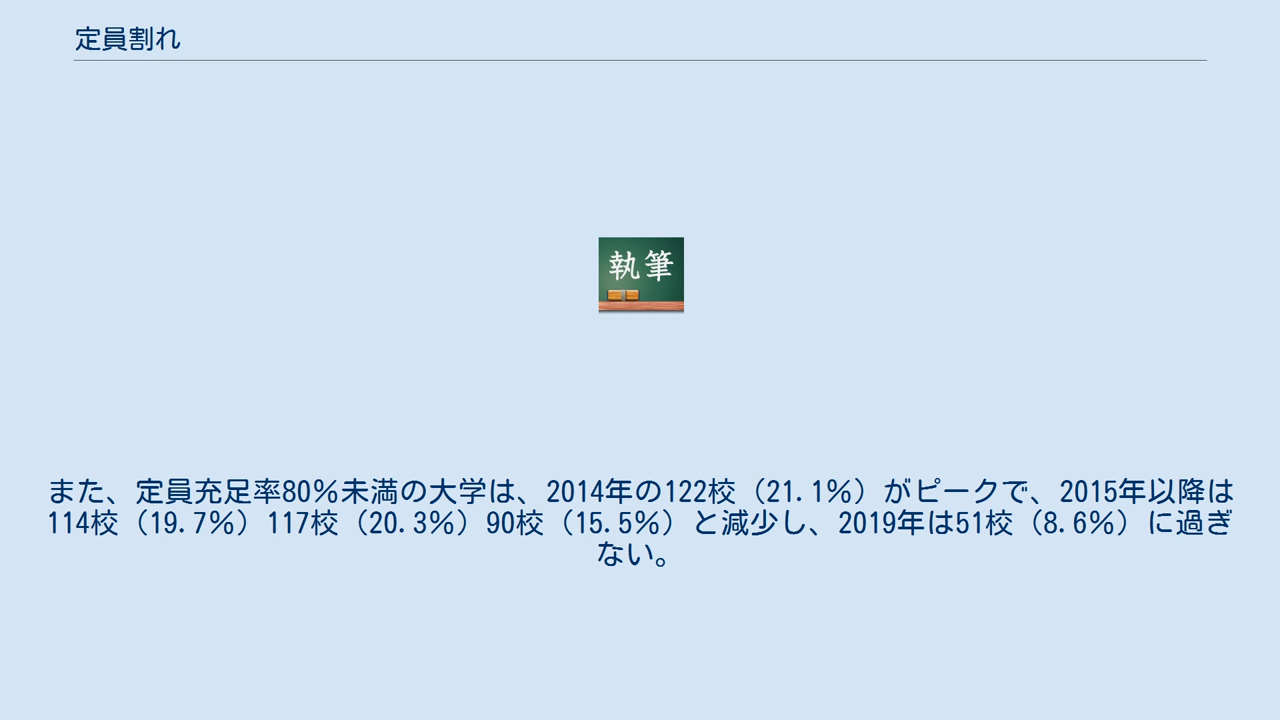 定員割れ
執筆
また、定員充足率80％未満の大学は、2014年の122校（21.1％）がピークで、2015年以降は
114校（19.7％）117校（20.3％）90校（15.5％）と減少し、2019年は51校（8.6％）に過ぎ
ない。